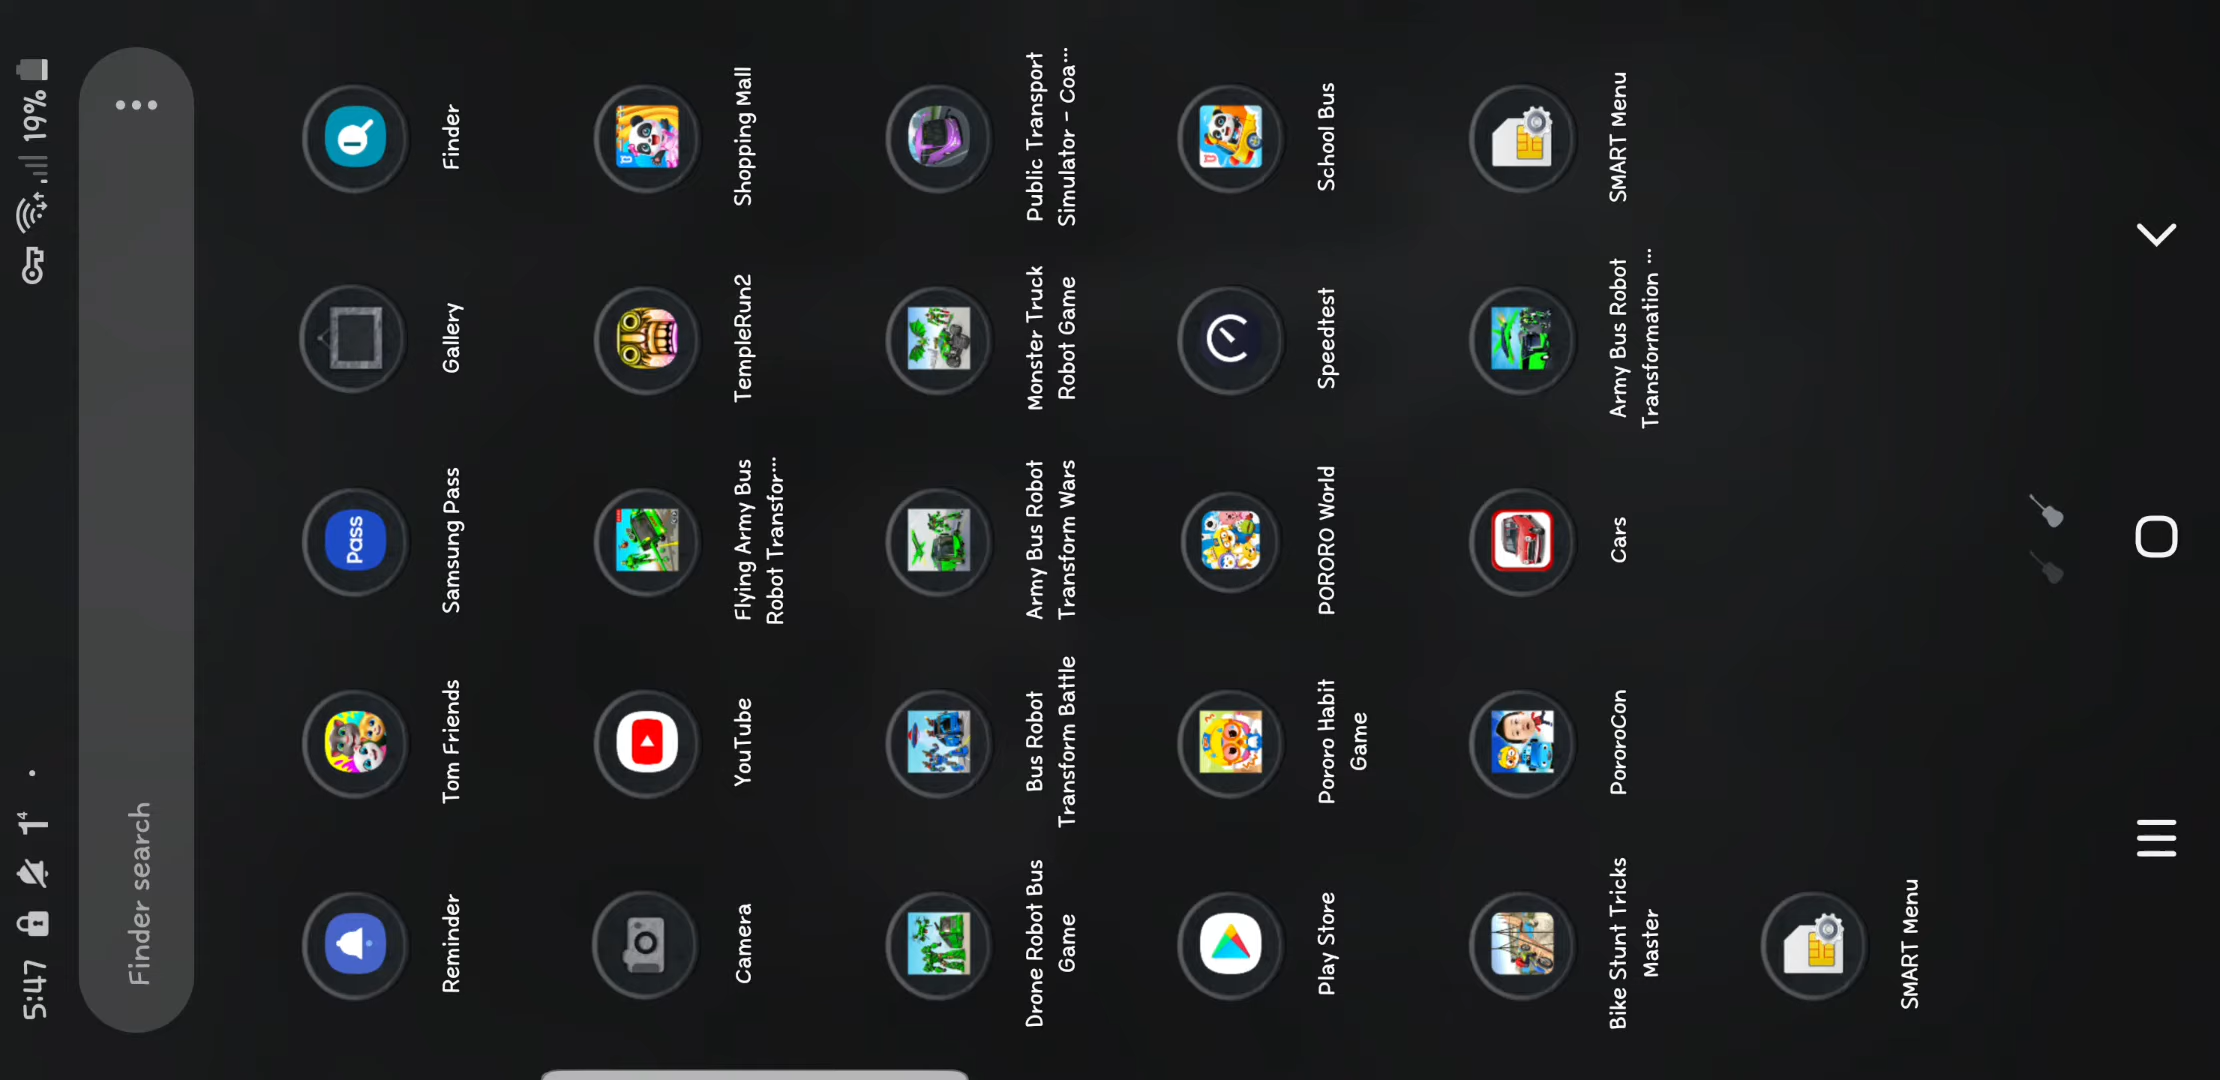 5:47
1⁴
19%
Finder search
Reminder
Tom Friends
Pass
Samsung Pass
Gallery
Finder
Camera
YouTube
Flying Army Bus
Robot Transfor...
TempleRun2
Shopping Mall
Drone Robot Bus
Game
Bus Robot
Transform Battle
Army Bus Robot
Transform Wars
Monster Truck
Robot Game
Public Transport
Simulator - Coa...
Play Store
Pororo Habit
Game
PORORO World
Speedtest
School Bus
Bike Stunt Tricks
Master
PororoCon
Cars
Army Bus Robot
Transformation ...
SMART Menu
SMART Menu